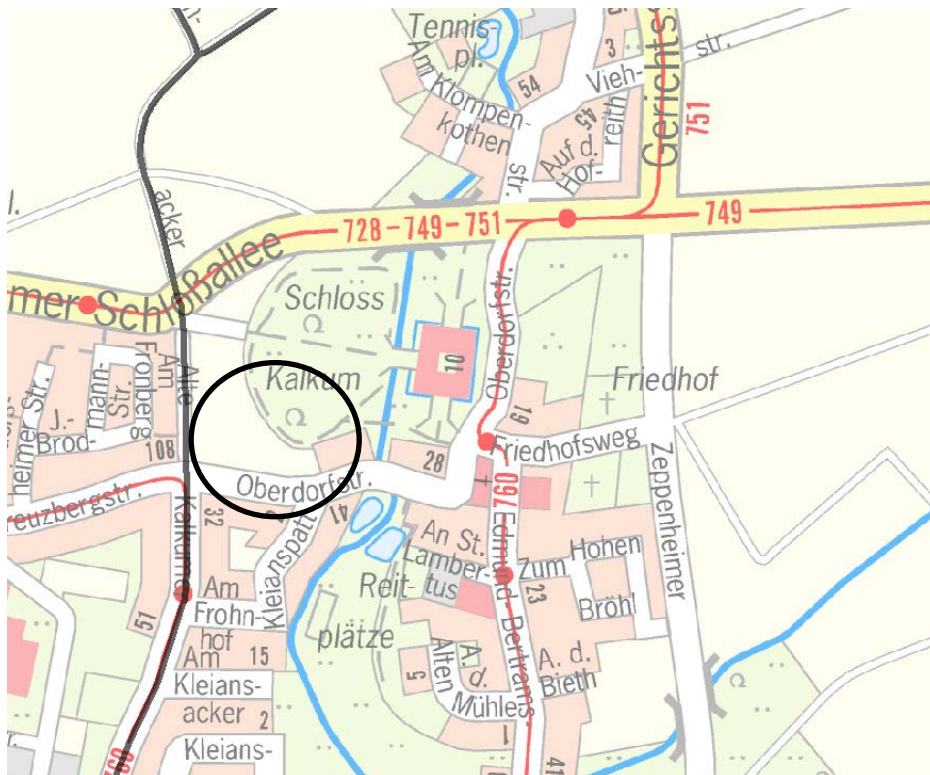 Tennis-
pl.
Am
Klompen-
kothen
54
3
Vieh-
str.
45
reith
Auf d.
Hof-
str.
Gerichts
751
acker
728-749-751
749
mer Schloßallee
Schloss
Kalkum
10
Oberdorfstr.
Friedhof
19
Friedhofsweg
Am
Fronberg
Alte
heimer Str.
J.-
Brod-
mann-
Str.
108
Oberdorfstr.
28
41
32
reuzbergstr.
Kalkumer
760
Zeppenheimer
An St.
Lamber-
tus
Edmund-Bertrams-
Zum
Hohen
Bröhl
23
Reit-
plätze
Kleianspatt
Am
Frohn-
hof
51
Am
15
Kleians-
acker
2
Kleians-
A. d.
Alten
Mühle
5
A. d.
Bieth
1
41
760